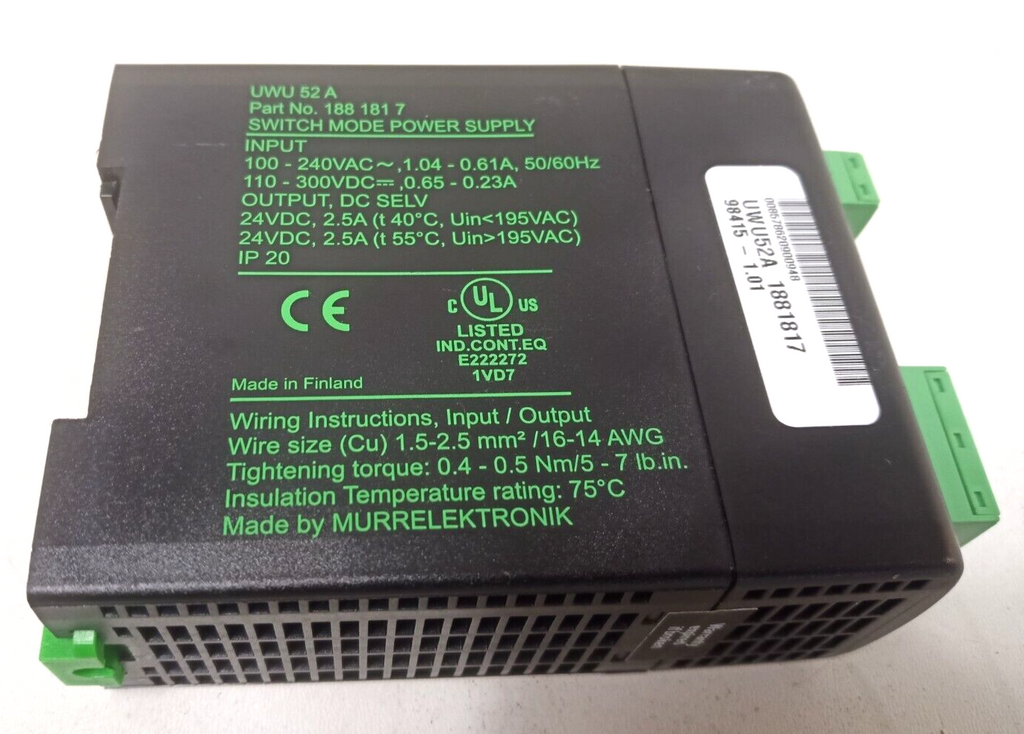 UWU 52 A
Part No. 188 181 7
SWITCH MODE POWER SUPPLY
INPUT
100 - 240VAC ~ ,1.04 - 0.61A, 50/60Hz
110 - 300VDC⎓ ,0.65 - 0.23A
OUTPUT, DC SELV
24VDC, 2.5A (t 40°C, Uin<195VAC)
24VDC, 2.5A (t 55°C, Uin>195VAC)
IP 20
CE
C UL US
LISTED
IND.CONT.EQ
E222272
1VD7
Made in Finland
Wiring Instructions, Input / Output
Wire size (Cu) 1.5-2.5 mm² /16-14 AWG
Tightening torque: 0.4 - 0.5 Nm/5 - 7 lb.in.
Insulation Temperature rating: 75°C
Made by MURRELEKTRONIK
UWU52A 1881817
98415 - 1.01
Warranty